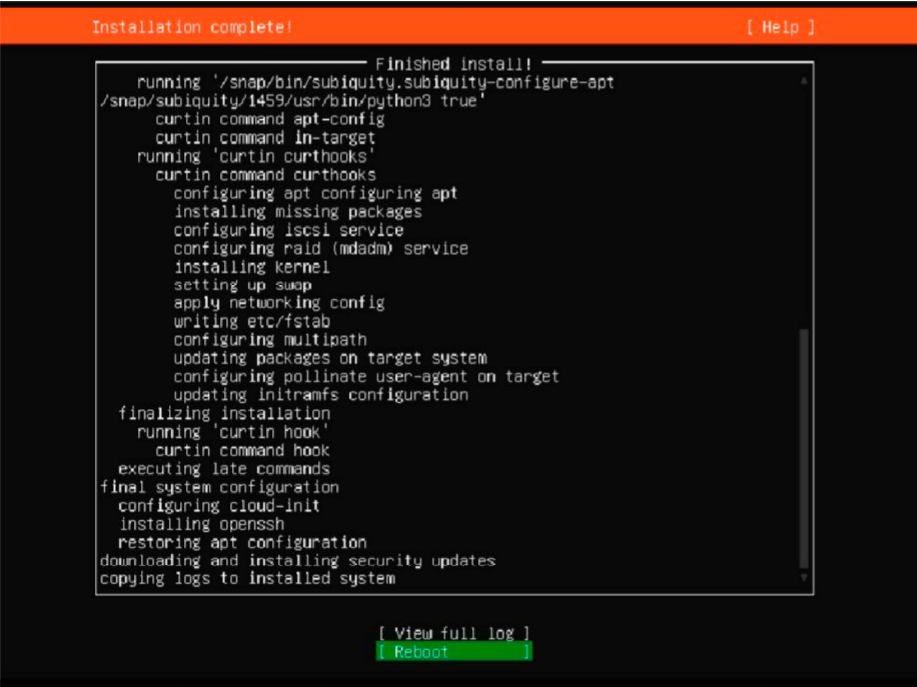 Installation complete! [ Help ]
Finished install!
running '/snap/bin/subiquity.subiquity-configure-apt
/snap/subiquity/1459/usr/bin/python3 true'
curtin command apt-config
curtin command in-target
running 'curtin curthooks'
curtin command curthooks
configuring apt configuring apt
installing missing packages
configuring iscsi service
configuring raid (mdadm) service
installing kernel
setting up swap
apply networking config
writing etc/fstab
configuring multipath
updating packages on target system
configuring pollinate user-agent on target
updating initramfs configuration
finalizing installation
running 'curtin hook'
curtin command hook
executing late commands
final system configuration
configuring cloud-init
installing openssh
restoring apt configuration
downloading and installing security updates
copying logs to installed system
[ View full log ]
[ Reboot ]